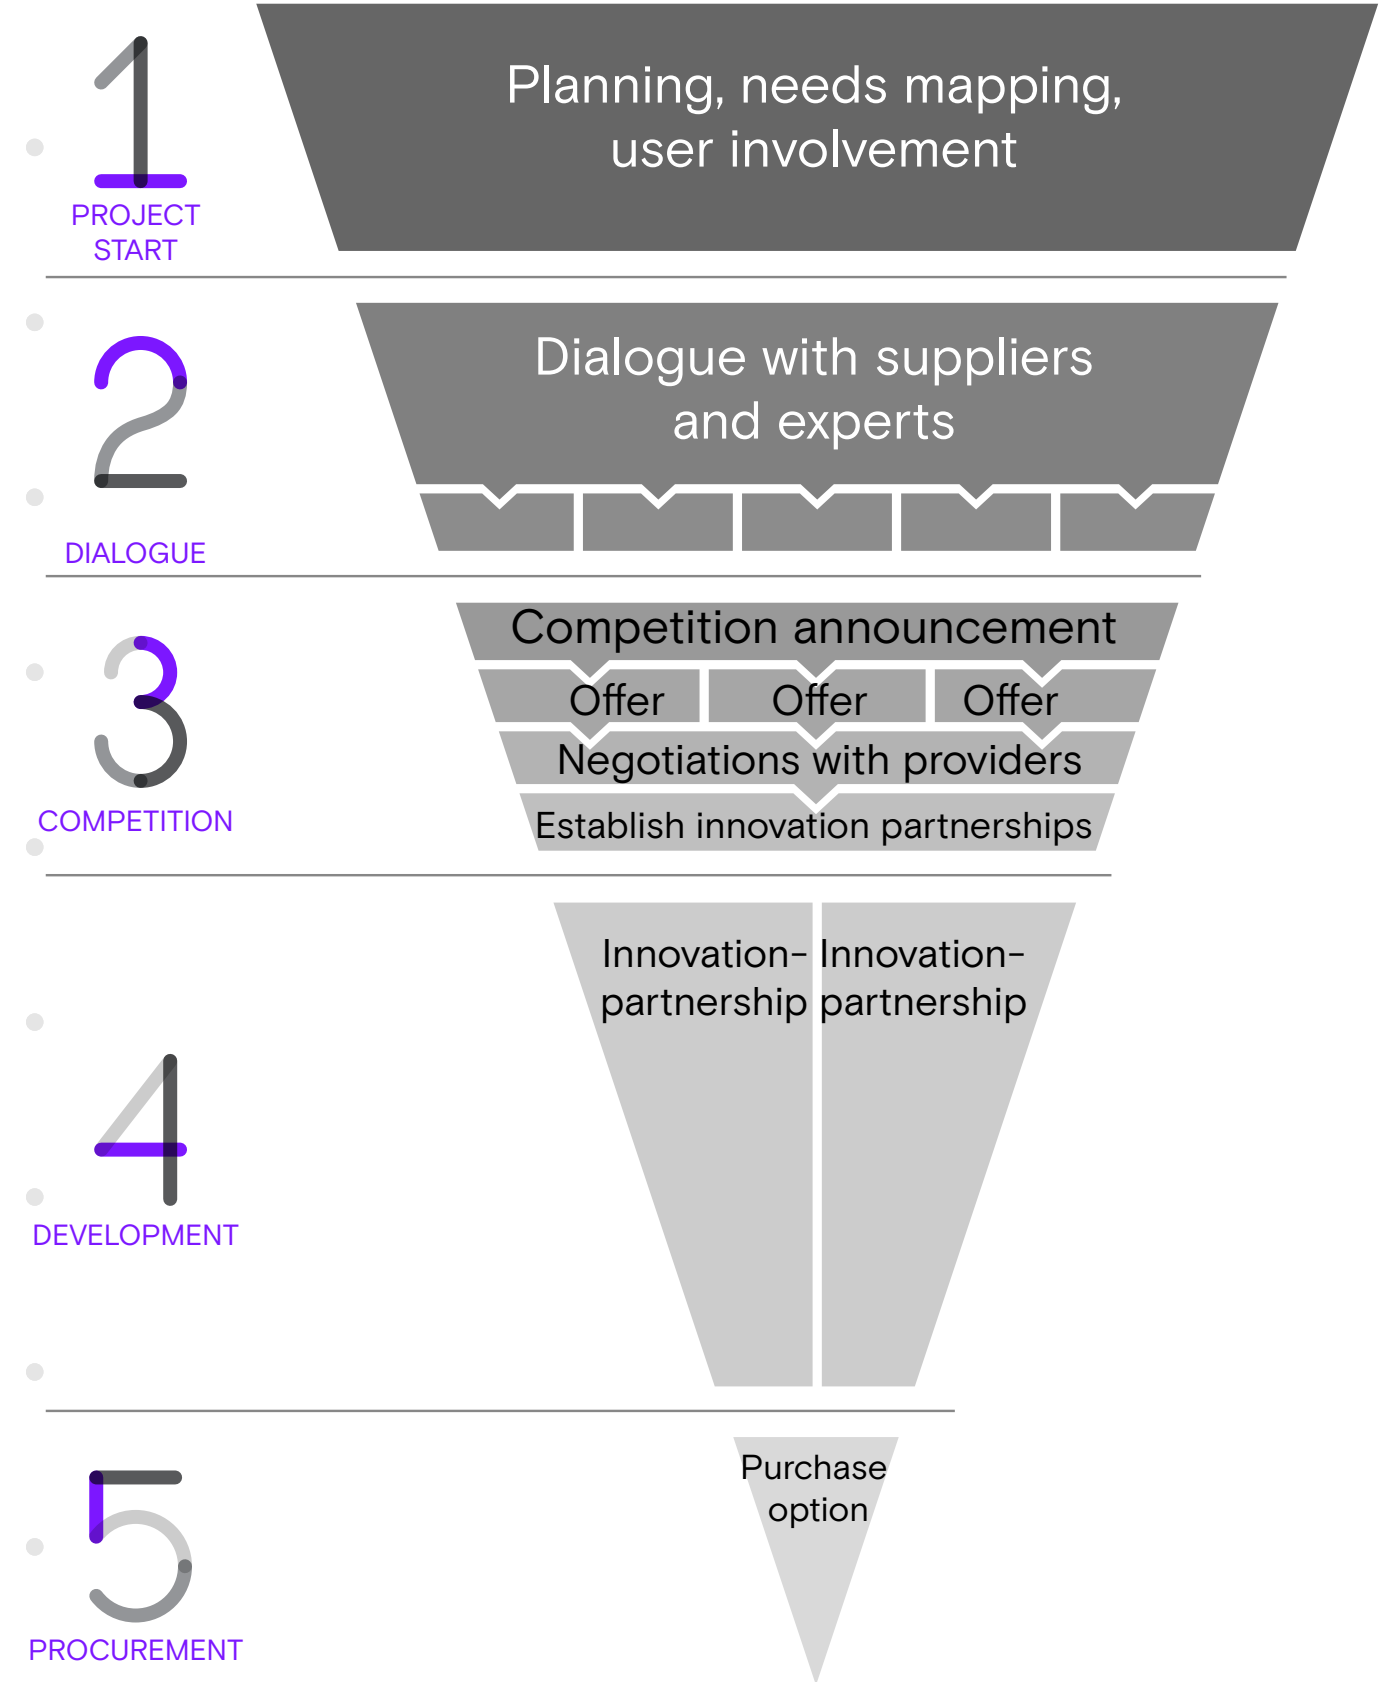 1
PROJECT
START
Planning, needs mapping,
user involvement
2
DIALOGUE
Dialogue with suppliers
and experts
3
COMPETITION
Competition announcement
Offer Offer Offer
Negotiations with providers
Establish innovation partnerships
4
DEVELOPMENT
Innovation-
partnership
Innovation-
partnership
5
PROCUREMENT
Purchase
option